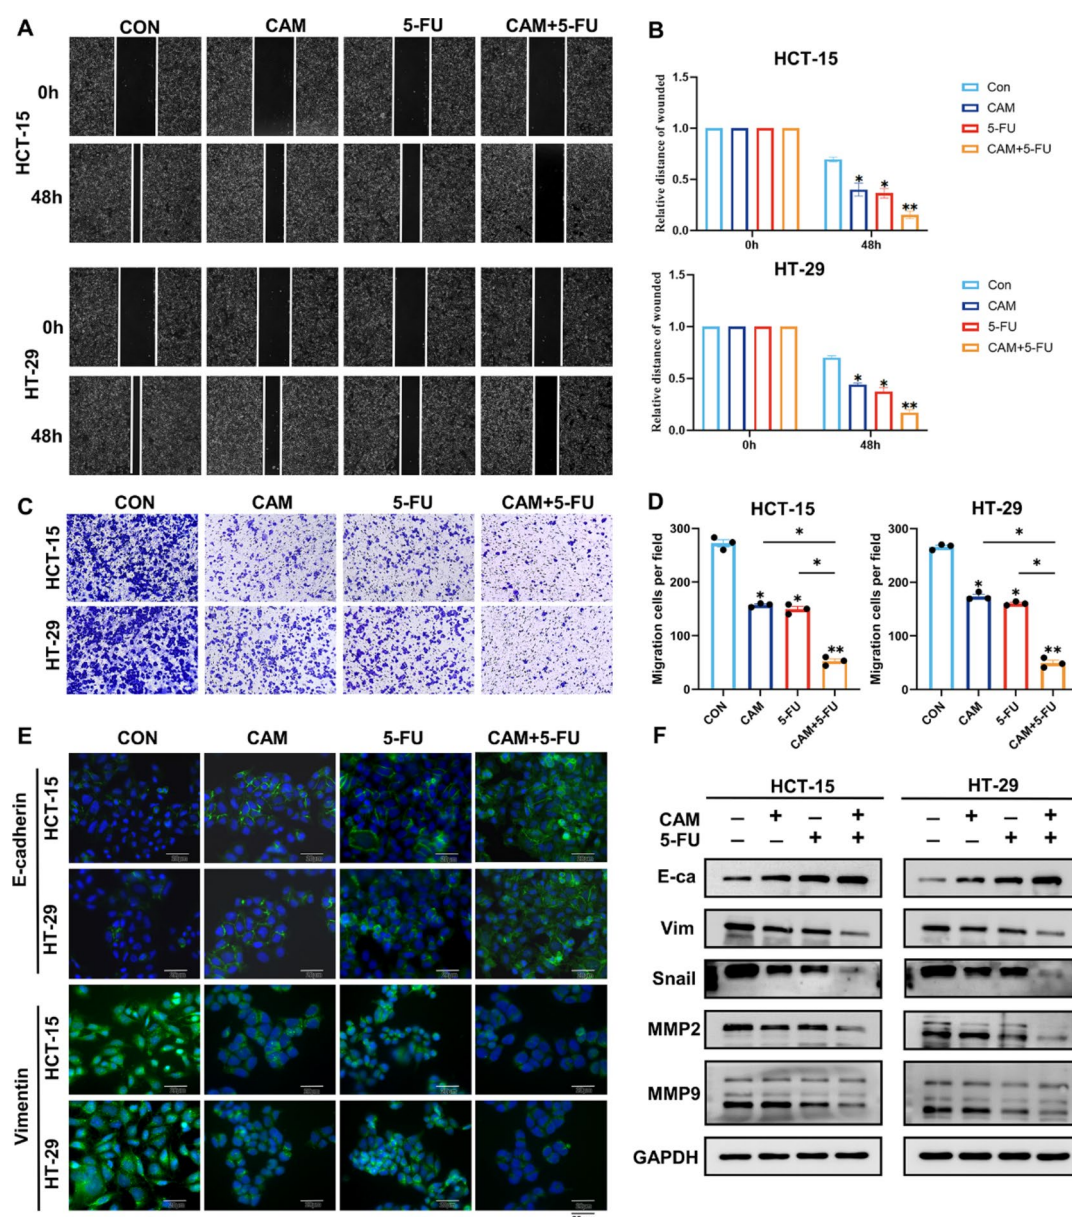 A
CON CAM 5-FU CAM+5-FU
HCT-15
0h
48h
HT-29
0h
48h
B
HCT-15
Relative distance of wounded
1.5
1.0
0.5
0.0
* * **
0h 48h
Con
CAM
5-FU
CAM+5-FU
HT-29
Relative distance of wounded
1.5
1.0
0.5
0.0
* * **
0h 48h
Con
CAM
5-FU
CAM+5-FU
C
CON CAM 5-FU CAM+5-FU
HCT-15
HT-29
D
HCT-15
Migration cells per field
300
200
100
0
*
*
* * **
CON CAM 5-FU CAM+5-FU
HT-29
Migration cells per field
300
200
100
0
*
*
* * **
CON CAM 5-FU CAM+5-FU
E
CON CAM 5-FU CAM+5-FU
E-cadherin
HCT-15
HT-29
Vimentin
HCT-15
HT-29
F
HCT-15 HT-29
CAM − + − + − + − +
5-FU − − + + − − + +
E-ca
Vim
Snail
MMP2
MMP9
GAPDH